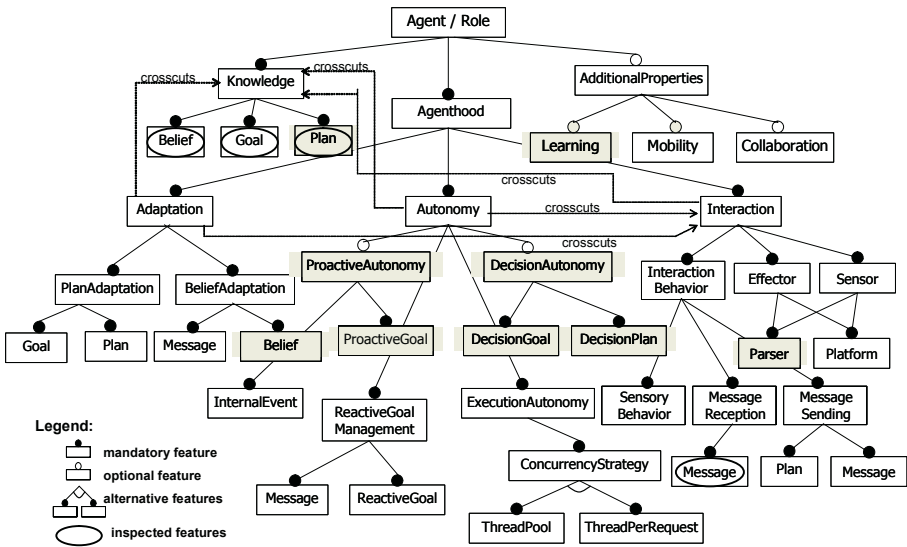 Agent / Role
crosscuts
crosscuts
Knowledge
AdditionalProperties
Agenthood
Belief
Goal
Plan
Learning
Mobility
Collaboration
crosscuts
Adaptation
Autonomy
crosscuts
Interaction
crosscuts
ProactiveAutonomy
DecisionAutonomy
Interaction
Behavior
Effector
Sensor
PlanAdaptation
BeliefAdaptation
Goal
Plan
Message
Belief
ProactiveGoal
DecisionGoal
DecisionPlan
Parser
Platform
InternalEvent
ReactiveGoal
Management
ExecutionAutonomy
Sensory
Behavior
Message
Reception
Message
Sending
Legend:
mandatory feature
optional feature
alternative features
inspected features
ConcurrencyStrategy
Message
Plan
Message
Message
ReactiveGoal
ThreadPool
ThreadPerRequest